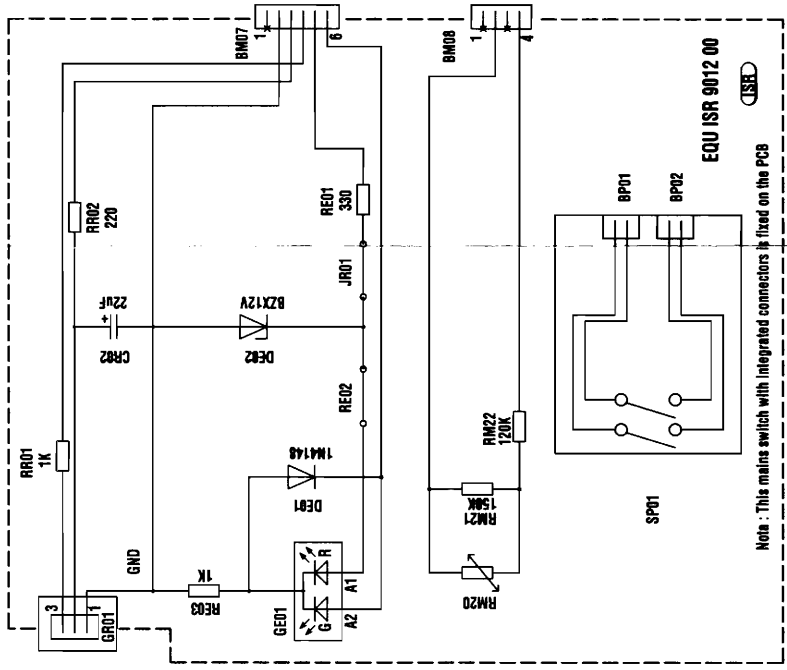 BM07
1
6
BM08
1
4
EQU ISR 9012 00
ISR
RR02
220
RE01
330
BP01
BP02
JR01
22uF
+
CR02
BZX12V
DE02
RE02
RR01
1K
1N4148
DE01
RM22
120K
150K
RM21
SP01
GND
1K
RE03
3
1
GR01
GE01
R
G
A1
A2
RM20
Nota : This mains switch with integrated connectors is fixed on the PCB